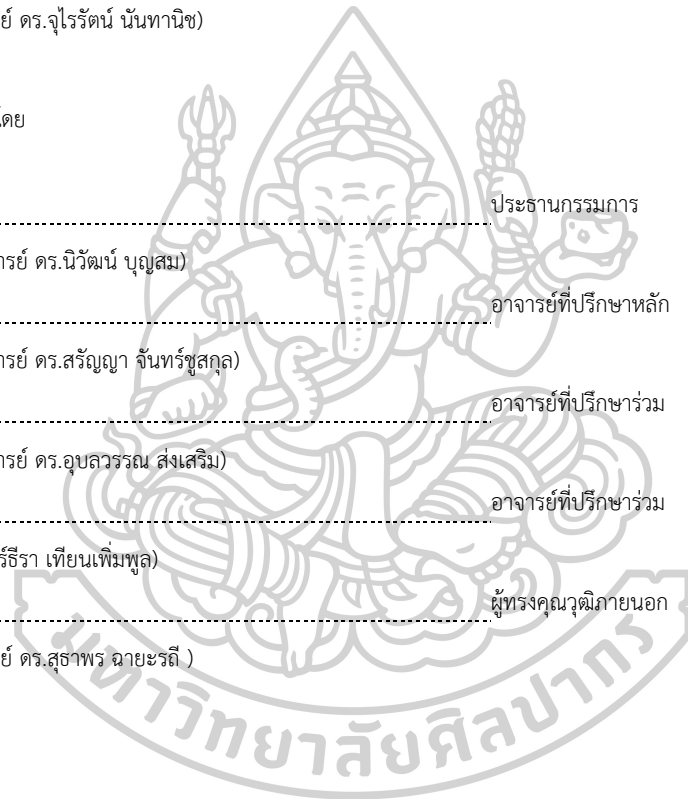 ย์ ดร.จุไรรัตน์ นันทานิช)
โดย
ประธานกรรมการ
ารย์ ดร.นิวัฒน์ บุญสม)
อาจารย์ที่ปรึกษาหลัก
ารย์ ดร.สรัญญา จันทร์ชูสกุล)
อาจารย์ที่ปรึกษาร่วม
ารย์ ดร.อุบลวรรณ ส่งเสริม)
อาจารย์ที่ปรึกษาร่วม
ร์ธีรา เทียนเพิ่มพูล)
ผู้ทรงคุณวุฒิภายนอก
ย์ ดร.สุธาพร ฉายะรถี )
มหาวิทยาลัยศิลปากร